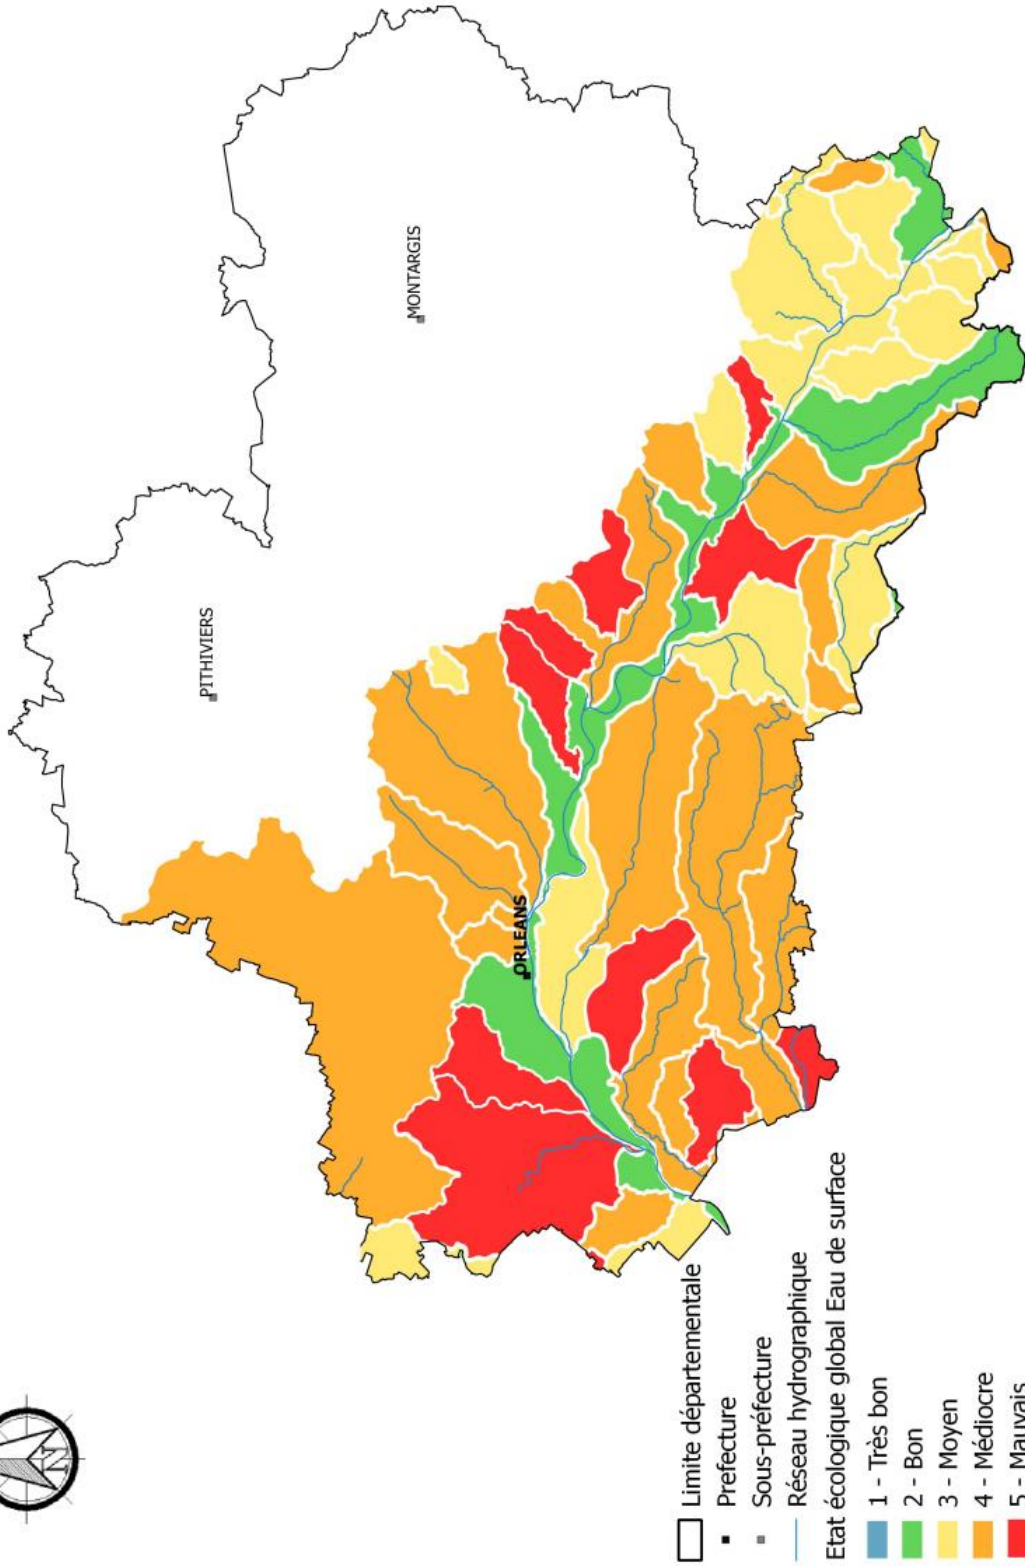 PITHIVIERS
MONTARGIS
ORLEANS
N
Limite départementale
Prefecture
Sous-préfecture
Réseau hydrographique
Etat écologique global Eau de surface
1 - Très bon
2 - Bon
3 - Moyen
4 - Médiocre
5 - Mauvais